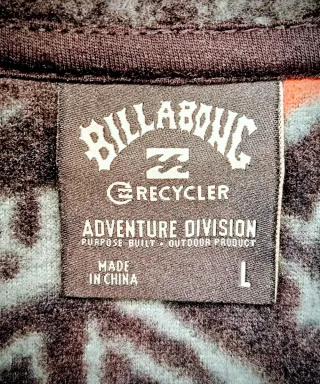 BILLABONG
RECYCLER
ADVENTURE DIVISION
PURPOSE BUILT • OUTDOOR PRODUCT
MADE
IN CHINA
L